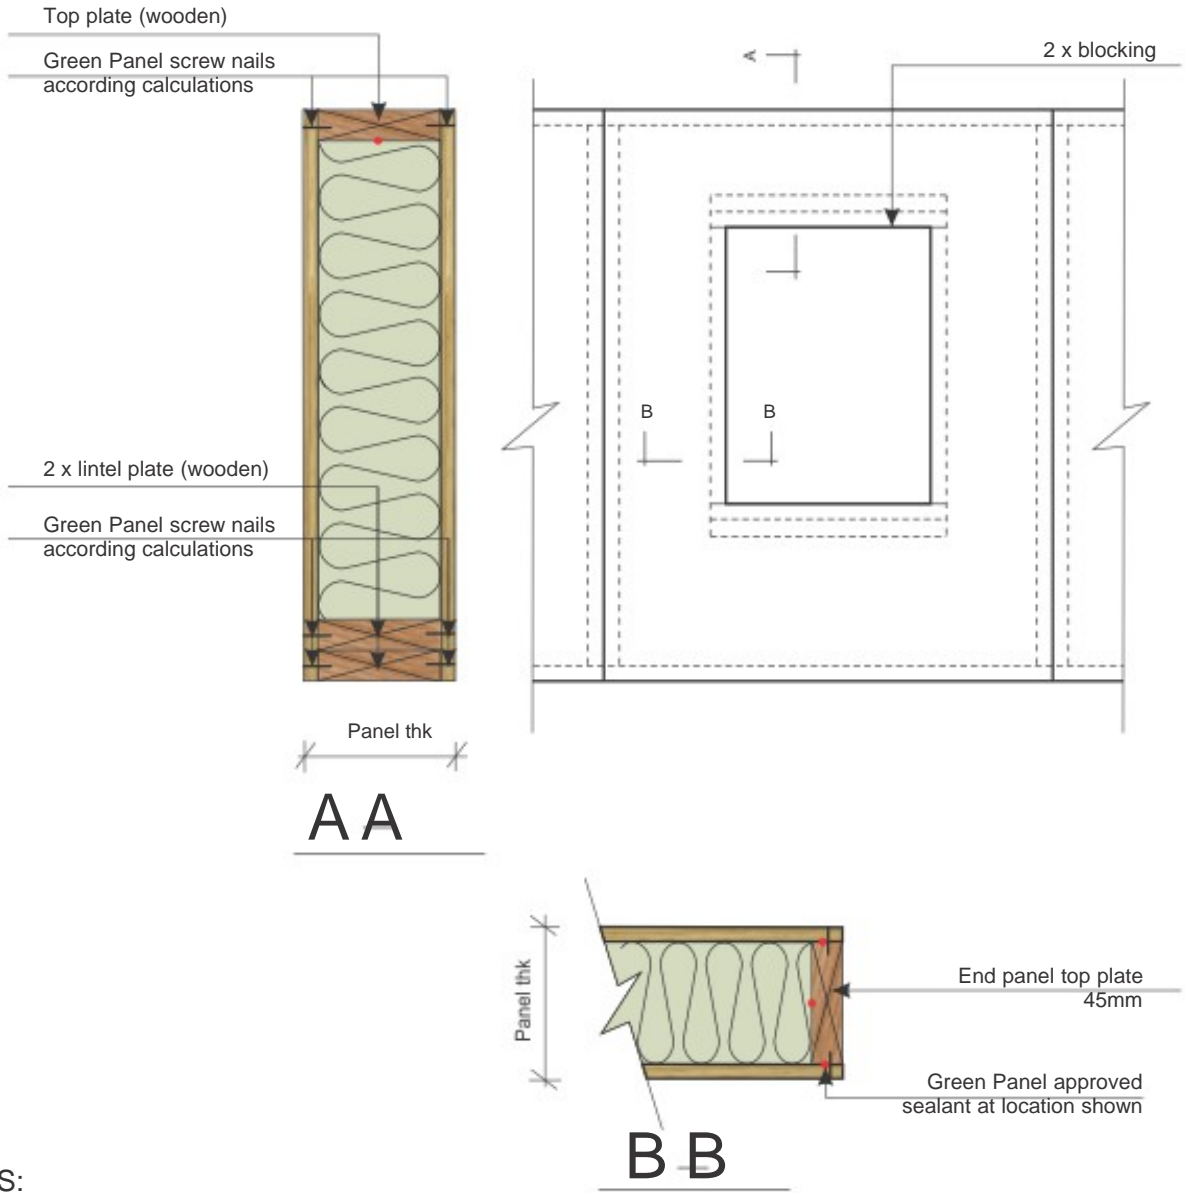 Top plate (wooden)
Green Panel screw nails
according calculations
A
2 x blocking
B
B
2 x lintel plate (wooden)
Green Panel screw nails
according calculations
Panel thk
A A
Panel thk
End panel top plate
45mm
Green Panel approved
sealant at location shown
B B
S: